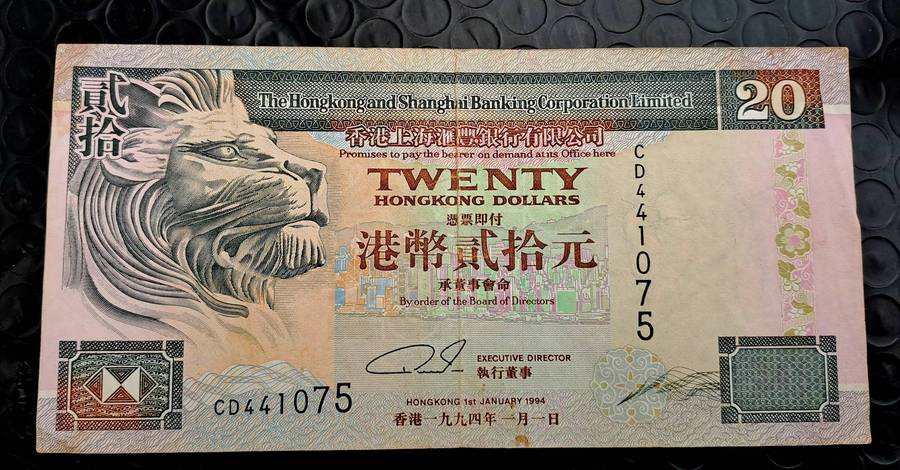 貳拾
The Hongkong and Shanghai Banking Corporation Limited
20
香港上海滙豐銀行有限公司
Promises to pay the bearer on demand at its Office here
TWENTY
HONGKONG DOLLARS
憑票即付
港幣貳拾元
承董事會命
By order of the Board of Directors
CD441075
EXECUTIVE DIRECTOR
執行董事
CD441075
HONGKONG 1st JANUARY 1994
香港一九九四年一月一日